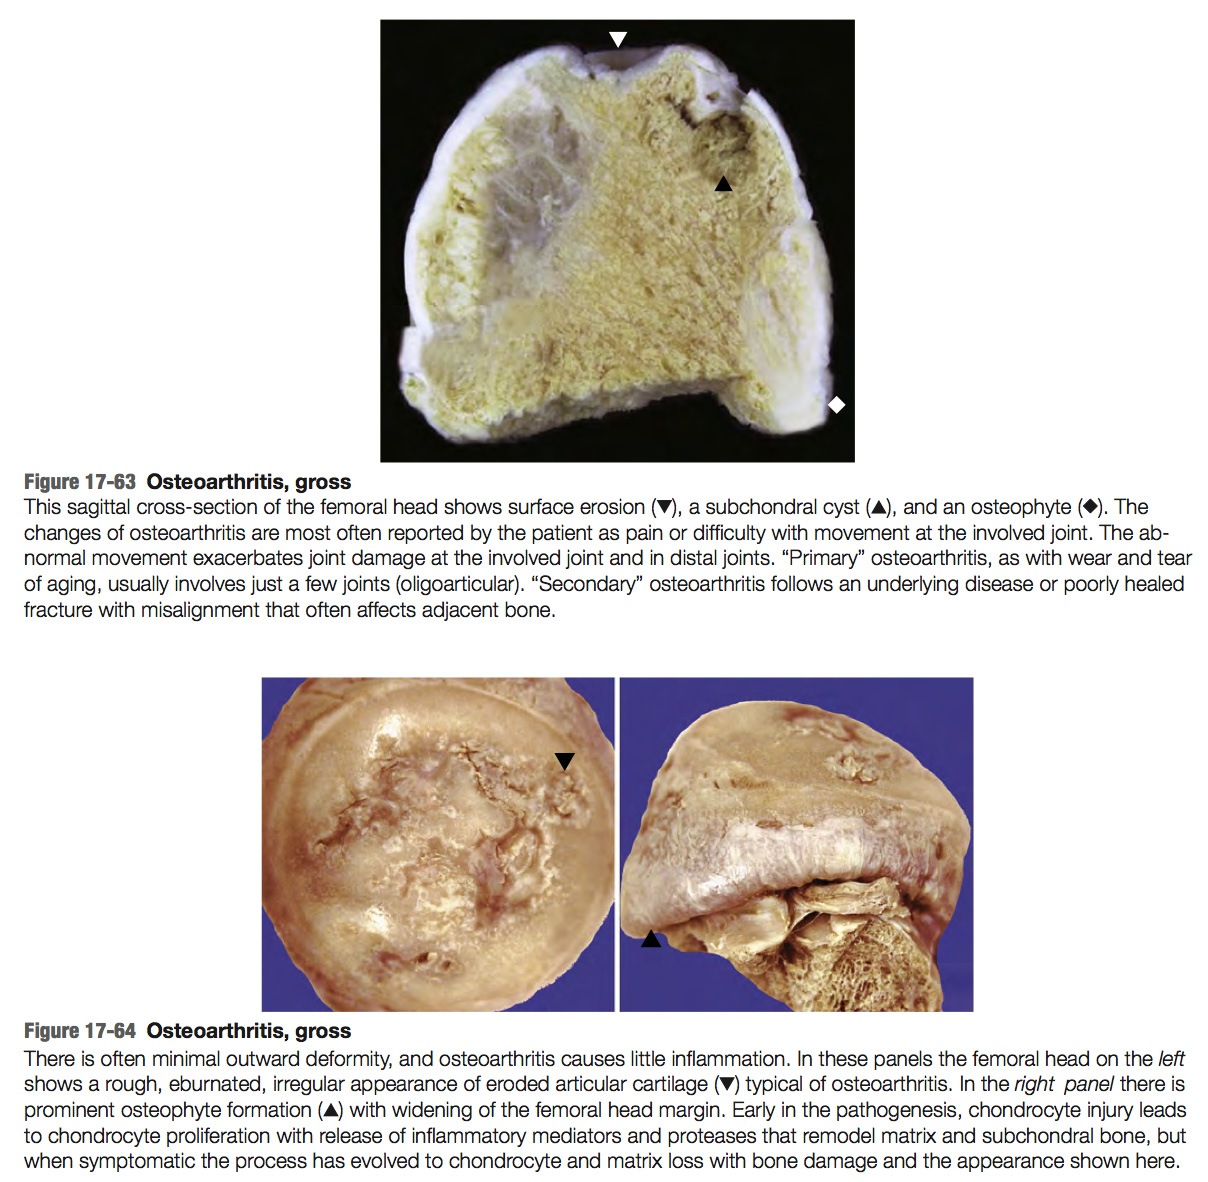 Figure 17-63 Osteoarthritis, gross
This sagittal cross-section of the femoral head shows surface erosion (▼), a subchondral cyst (▲), and an osteophyte (◆). The
changes of osteoarthritis are most often reported by the patient as pain or difficulty with movement at the involved joint. The ab-
normal movement exacerbates joint damage at the involved joint and in distal joints. “Primary” osteoarthritis, as with wear and tear
of aging, usually involves just a few joints (oligoarticular). “Secondary” osteoarthritis follows an underlying disease or poorly healed
fracture with misalignment that often affects adjacent bone.
Figure 17-64 Osteoarthritis, gross
There is often minimal outward deformity, and osteoarthritis causes little inflammation. In these panels the femoral head on the left
shows a rough, eburnated, irregular appearance of eroded articular cartilage (▼) typical of osteoarthritis. In the right panel there is
prominent osteophyte formation (▲) with widening of the femoral head margin. Early in the pathogenesis, chondrocyte injury leads
to chondrocyte proliferation with release of inflammatory mediators and proteases that remodel matrix and subchondral bone, but
when symptomatic the process has evolved to chondrocyte and matrix loss with bone damage and the appearance shown here.